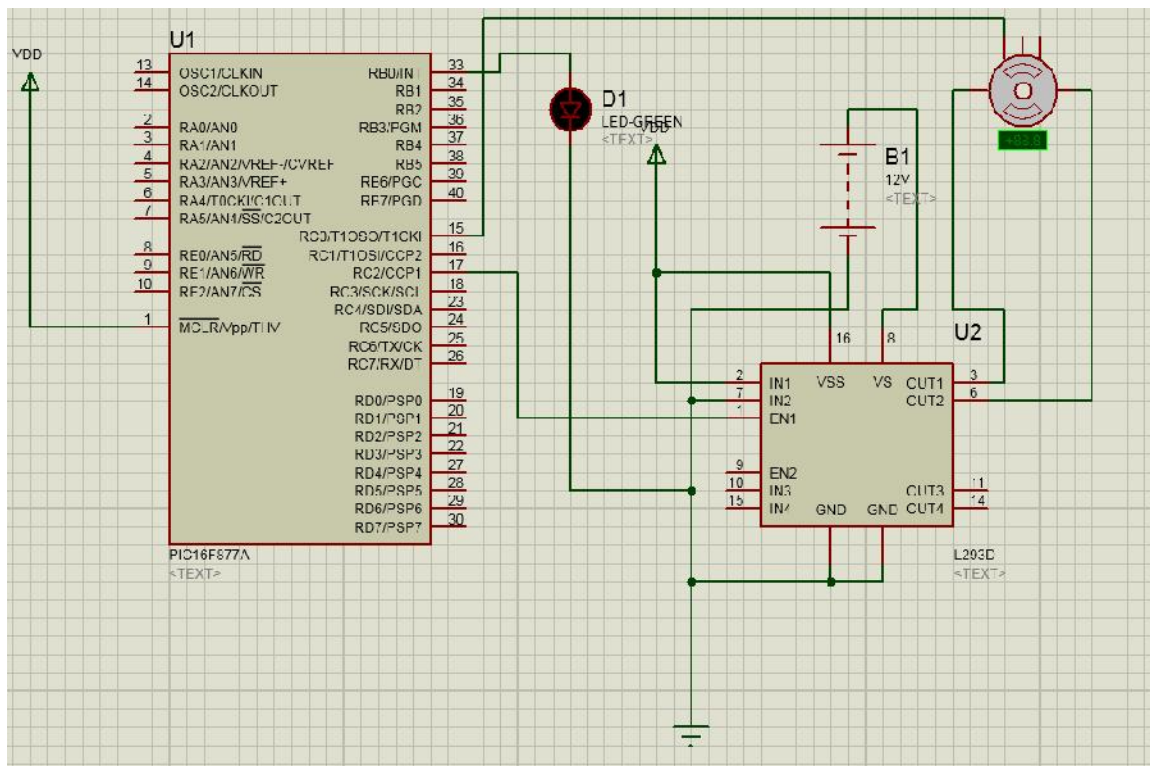 U1
VDD
13 OSC1/CLKIN
14 OSC2/CLKOUT
2 RA0/AN0
3 RA1/AN1
4 RA2/AN2/VREF-/CVREF
5 RA3/AN3/VREF+
6 RA4/T0CKI/C1OUT
7 RA5/AN4/SS/C2OUT
8 RE0/AN5/RD
9 RE1/AN6/WR
10 RE2/AN7/CS
1 MCLR/Vpp/THV
RB0/INT 33
RB1 34
RB2 35
RB3/PGM 36
RB4 37
RB5 38
RB6/PGC 39
RB7/PGD 40
RC0/T1OSO/T1CKI 15
RC1/T1OSI/CCP2 16
RC2/CCP1 17
RC3/SCK/SCL 18
RC4/SDI/SDA 23
RC5/SDO 24
RC6/TX/CK 25
RC7/RX/DT 26
RD0/PSP0 19
RD1/PSP1 20
RD2/PSP2 21
RD3/PSP3 22
RD4/PSP4 27
RD5/PSP5 28
RD6/PSP6 29
RD7/PSP7 30
PIC16F877A
<TEXT>
D1
LED-GREEN
<TEXT>
VDD
B1
12V
<TEXT>
U2
16
8
2 IN1
7 IN2
1 EN1
9 EN2
10 IN3
15 IN4
VSS
VS
OUT1 3
OUT2 6
OUT3 11
OUT4 14
GND
GND
L293D
<TEXT>